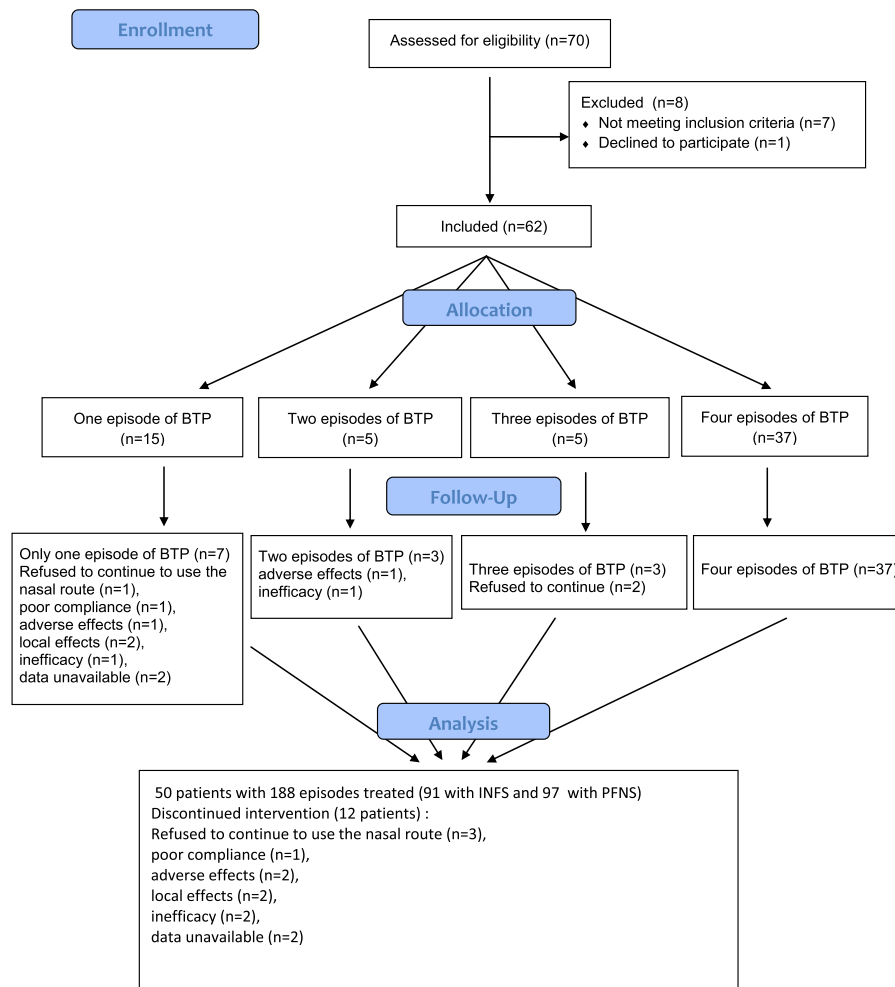 Enrollment
Assessed for eligibility (n=70)
Excluded (n=8)
♦ Not meeting inclusion criteria (n=7)
♦ Declined to participate (n=1)
Included (n=62)
Allocation
One episode of BTP
(n=15)
Two episodes of BTP
(n=5)
Three episodes of BTP
(n=5)
Four episodes of BTP
(n=37)
Follow-Up
Only one episode of BTP (n=7)
Refused to continue to use the
nasal route (n=1),
poor compliance (n=1),
adverse effects (n=1),
local effects (n=2),
inefficacy (n=1),
data unavailable (n=2)
Two episodes of BTP (n=3)
adverse effects (n=1),
inefficacy (n=1)
Three episodes of BTP (n=3)
Refused to continue (n=2)
Four episodes of BTP (n=37)
Analysis
50 patients with 188 episodes treated (91 with INFS and 97 with PFNS)
Discontinued intervention (12 patients) :
Refused to continue to use the nasal route (n=3),
poor compliance (n=1),
adverse effects (n=2),
local effects (n=2),
inefficacy (n=2),
data unavailable (n=2)